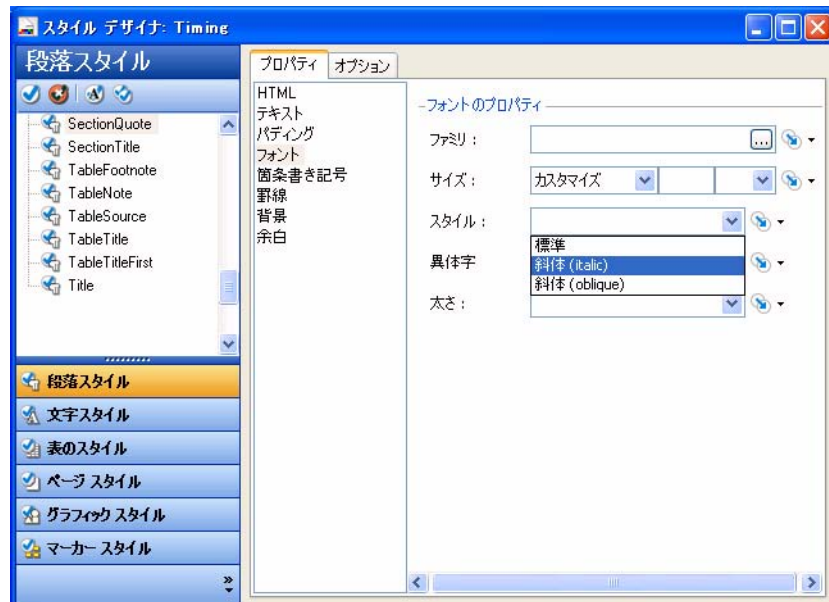 スタイル デザイナ: Timing
段落スタイル
SectionQuote
SectionTitle
TableFootnote
TableNote
TableSource
TableTitle
TableTitleFirst
Title
段落スタイル
文字スタイル
表のスタイル
ページ スタイル
グラフィック スタイル
マーカー スタイル
プロパティ オプション
HTML
テキスト
パディング
フォント
箇条書き記号
罫線
背景
余白
フォントのプロパティ
ファミリ :
...
サイズ :
カスタマイズ
スタイル :
標準
斜体 (italic)
斜体 (oblique)
異体字
太さ :